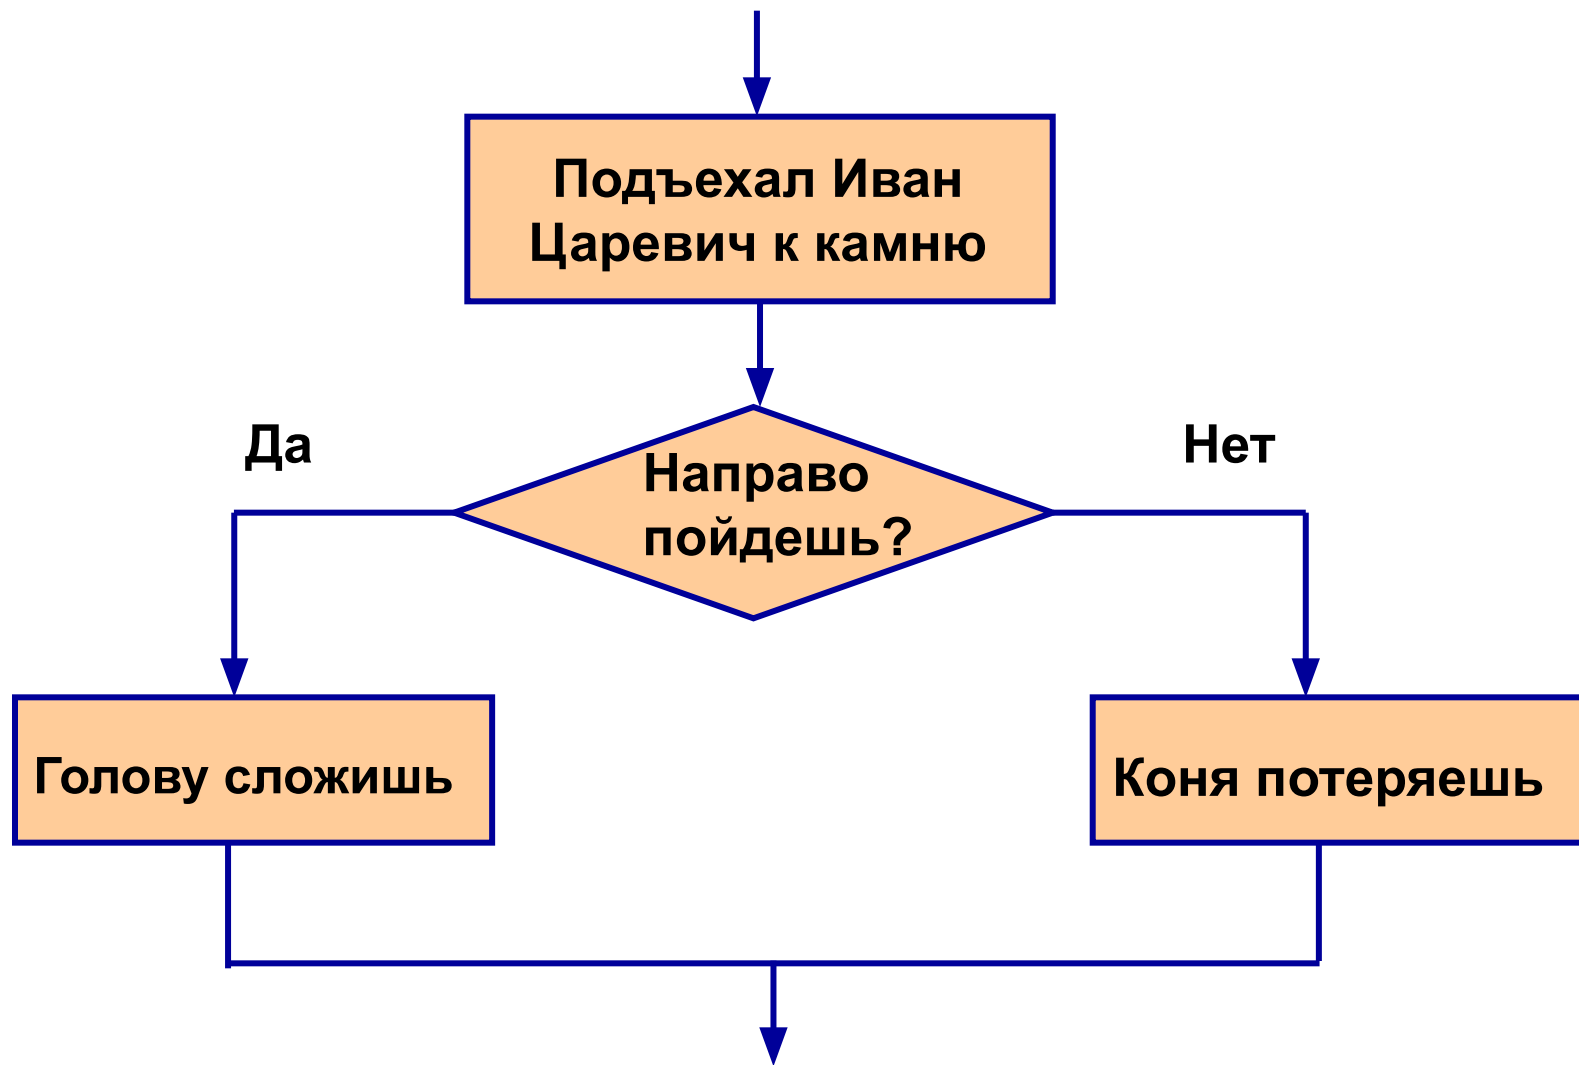 Подъехал Иван
Царевич к камню
Да
Нет
Направо
пойдешь?
Голову сложишь
Коня потеряешь